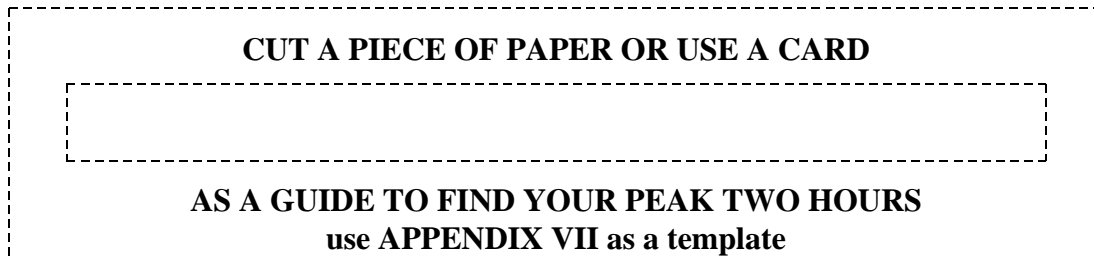 CUT A PIECE OF PAPER OR USE A CARD
AS A GUIDE TO FIND YOUR PEAK TWO HOURS
use APPENDIX VII as a template